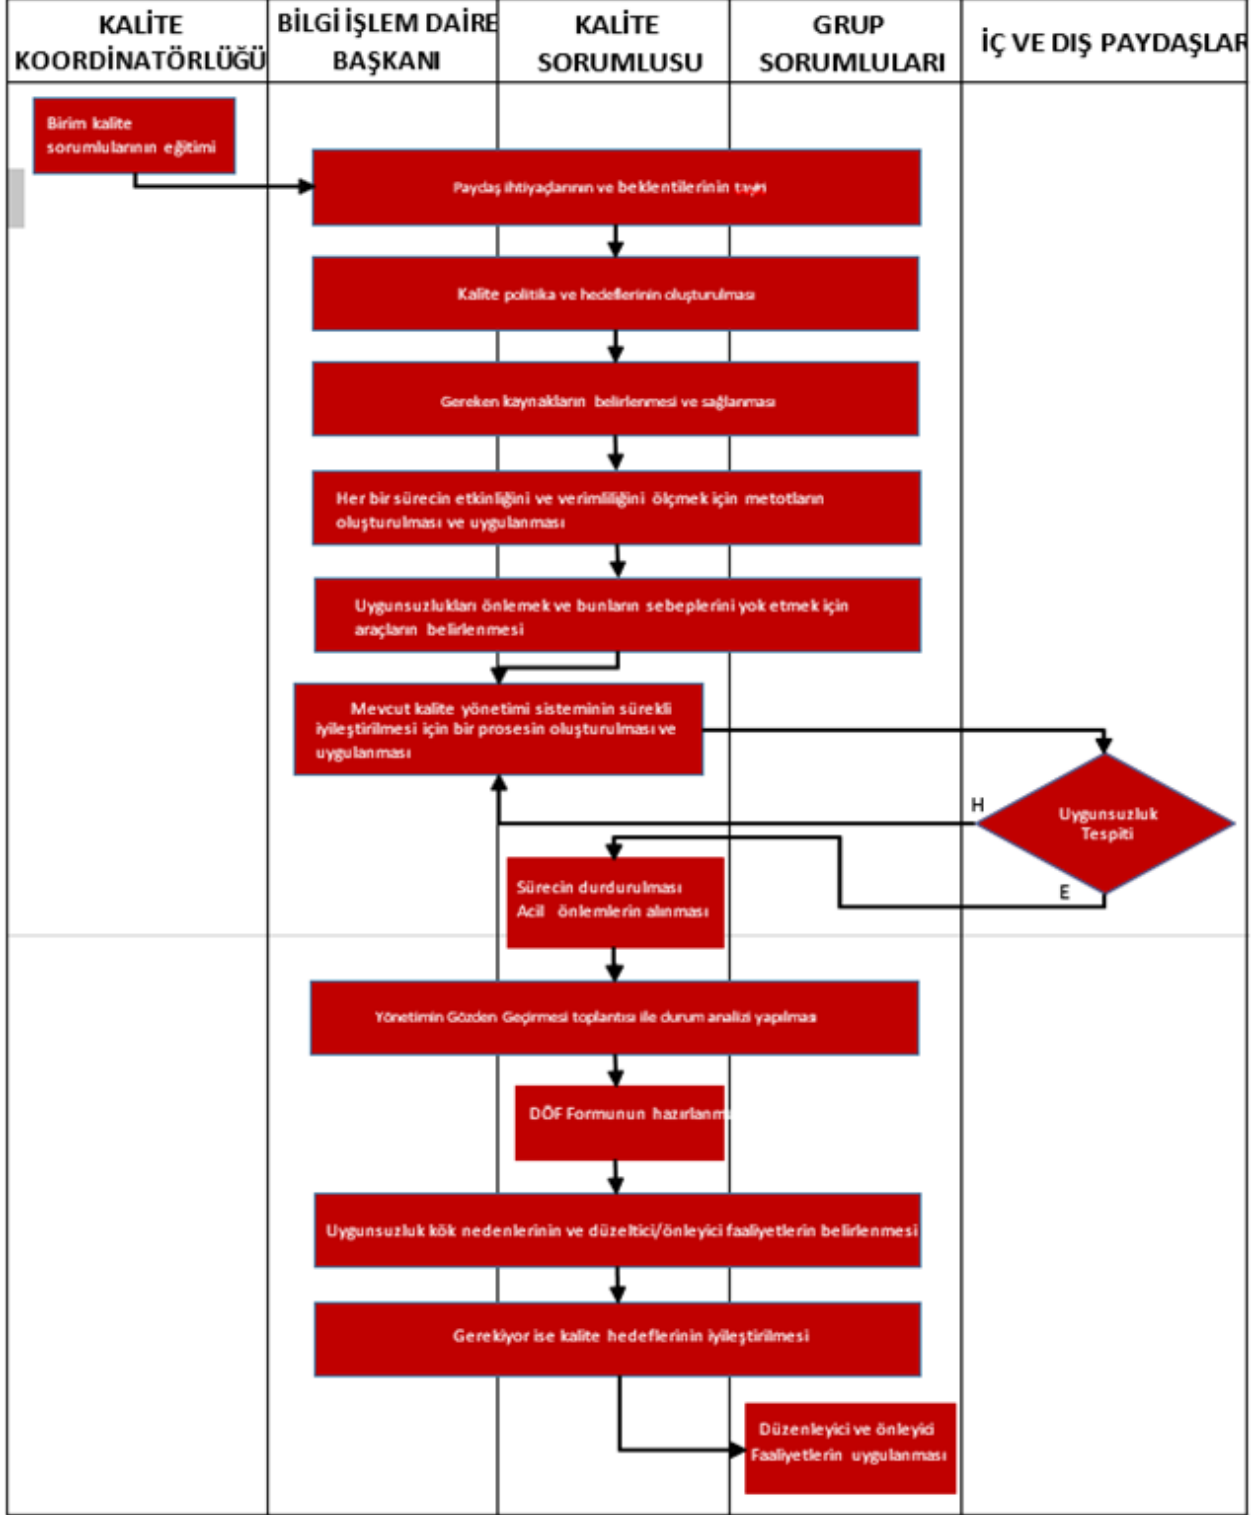 KALİTE
KOORDİNATÖRLÜĞÜ
BİLGİ İŞLEM DAİRE
BAŞKANI
KALİTE
SORUMLUSU
GRUP
SORUMLULARI
İÇ VE DIŞ PAYDAŞLAR
Birim kalite
sorumlularının eğitimi
Paydaş ihtiyaçlarının ve beklentilerinin
Kalite politika ve hedeflerinin oluşturulması
Gereken kaynakların belirlenmesi ve sağlanması
Her bir sürecin etkinliğini ve verimliliğini ölçmek için metotların
oluşturulması ve uygulanması
Uygunsuzlukları önlemek ve bunların sebeplerini yok etmek için
araçların belirlenmesi
Mevcut kalite yönetimi sisteminin sürekli
iyileştirilmesi için bir prosesin oluşturulması ve
uygulanması
H
Uygunsuzluk
Tespiti
E
Sürecin durdurulması
Acil önlemlerin alınması
Yönetimin Gözden Geçirmesi toplantısı ile durum analizi yapılması
DÖF Formunun
Uygunsuzluk kök nedenlerinin ve düzeltici/önleyici faaliyetlerin belirlenmesi
Gerekiyor ise kalite hedeflerinin iyileştirilmesi
Düzenleyici ve önleyici
Faaliyetlerin uygulanması